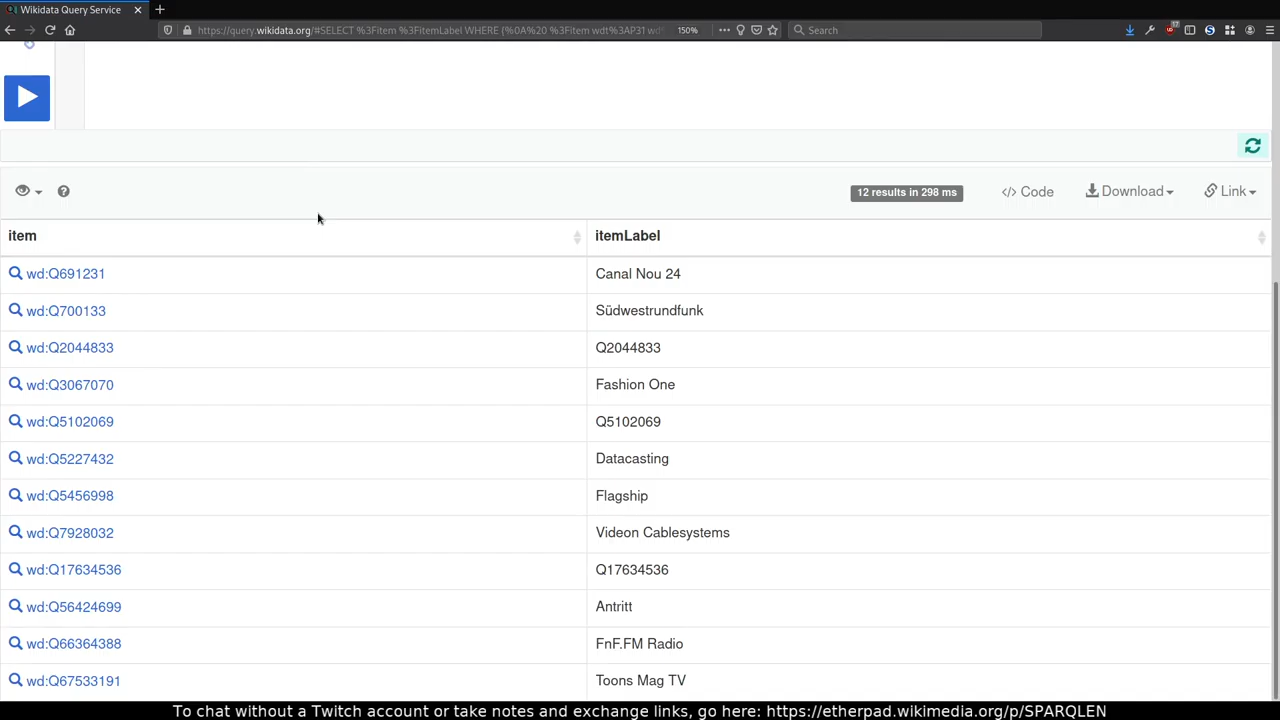 Wikidata Query Service
https://query.wikidata.org/#SELECT %3Fitem %3FitemLabel WHERE {%0A%20 %3Fitem wdt%3AP31 wd
150%
Search
12 results in 298 ms
</> Code
Download
Link
item
itemLabel
wd:Q691231
Canal Nou 24
wd:Q700133
Südwestrundfunk
wd:Q2044833
Q2044833
wd:Q3067070
Fashion One
wd:Q5102069
Q5102069
wd:Q5227432
Datacasting
wd:Q5456998
Flagship
wd:Q7928032
Videon Cablesystems
wd:Q17634536
Q17634536
wd:Q56424699
Antritt
wd:Q66364388
FnF.FM Radio
wd:Q67533191
Toons Mag TV
To chat without a Twitch account or take notes and exchange links, go here: https://etherpad.wikimedia.org/p/SPARQLEN